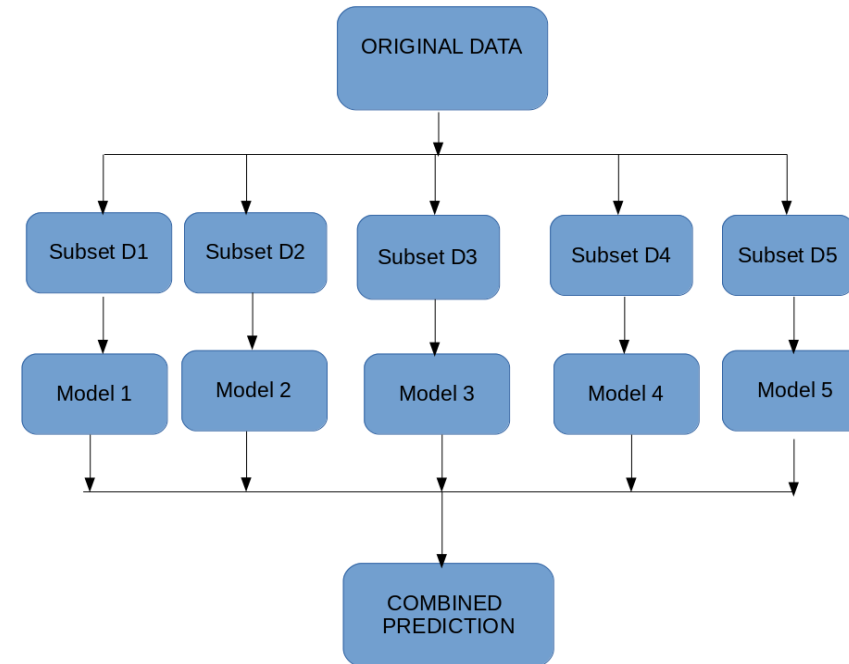 ORIGINAL DATA
Subset D1
Subset D2
Subset D3
Subset D4
Subset D5
Model 1
Model 2
Model 3
Model 4
Model 5
COMBINED
PREDICTION